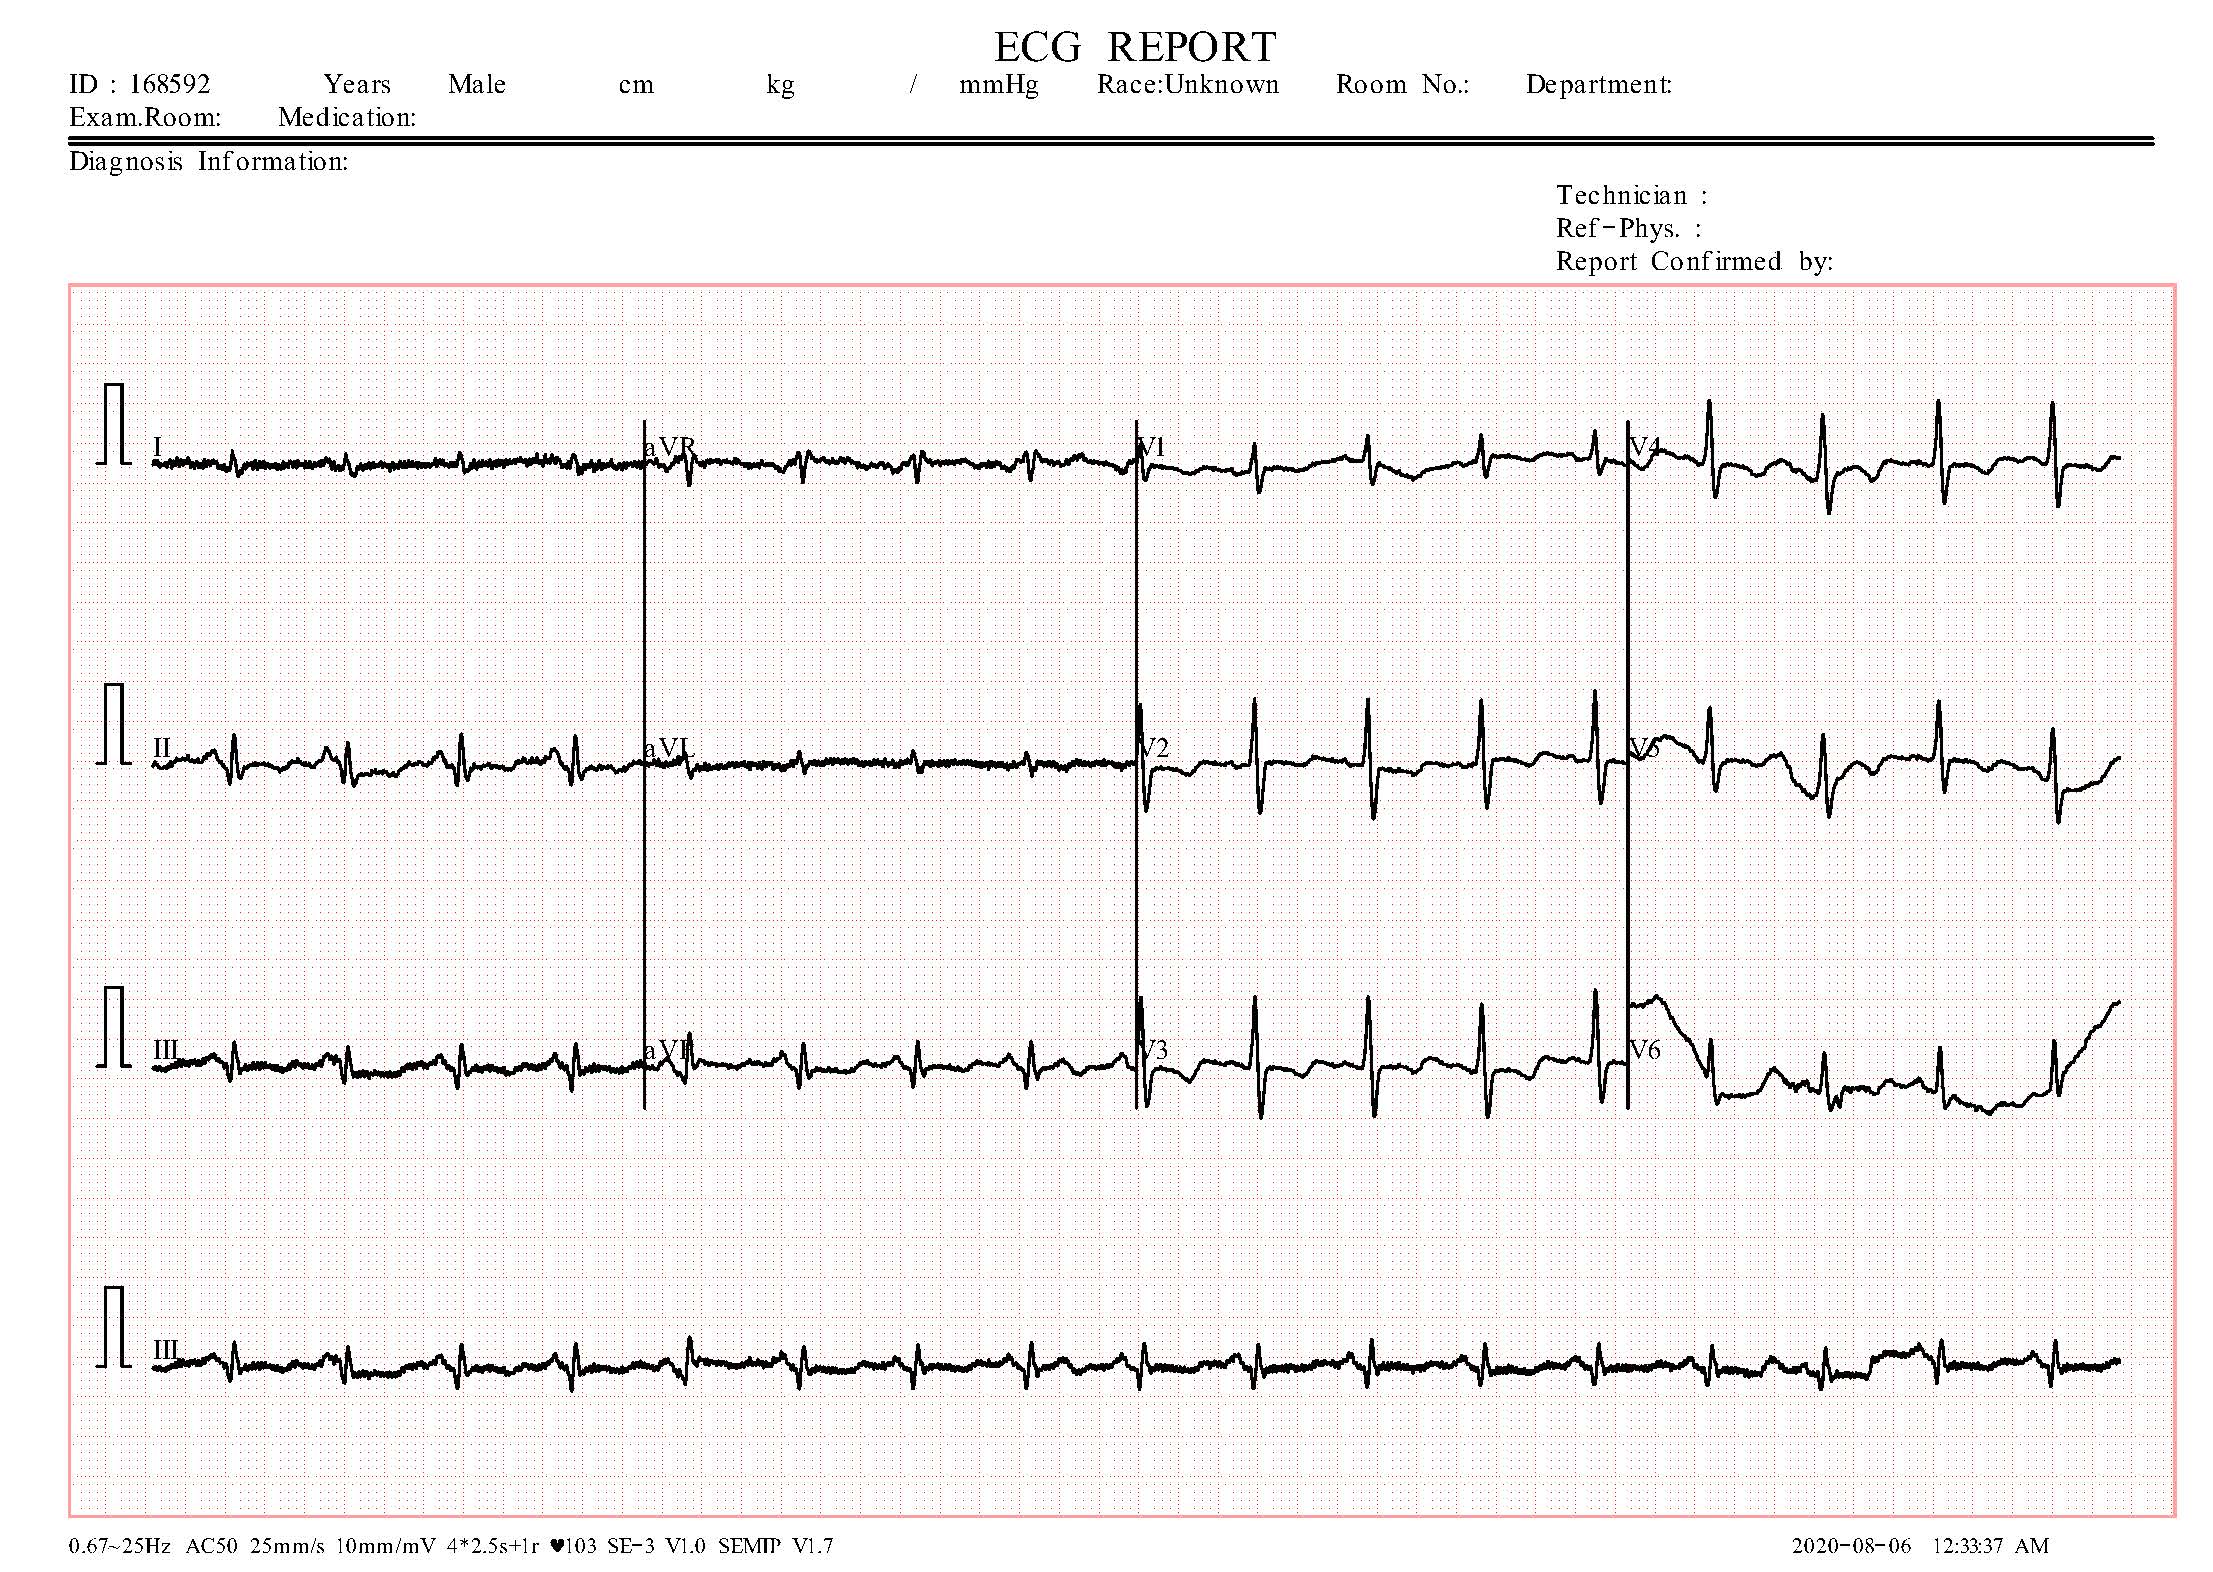 ECG REPORT
ID : 168592 Years Male cm kg / mmHg Race:Unknown Room No.: Department:
Exam.Room: Medication:
Diagnosis Information:
Technician :
Ref-Phys. :
Report Confirmed by:
I aVR V1 V4
II aVL V2 V5
III aVF V3 V6
III
0.67~25Hz AC50 25mm/s 10mm/mV 4*2.5s+1r ♥103 SE-3 V1.0 SEMIP V1.7 2020-08-06 12:33:37 AM